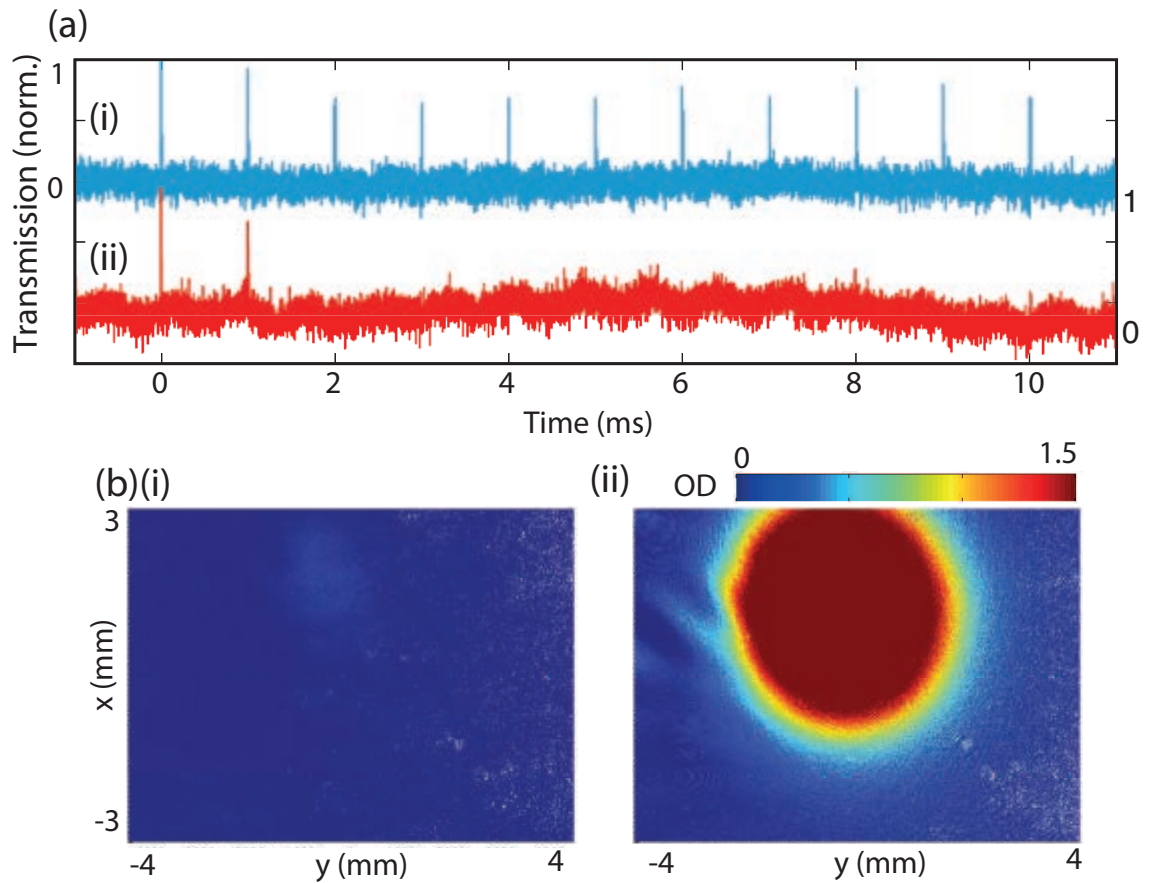 (a)
Transmission (norm.)
1
(i)
0
1
(ii)
0
0 2 4 6 8 10
Time (ms)
(b)(i)
(ii) OD 0 1.5
3
x (mm)
-3
-4 y (mm) 4
-4 y (mm) 4